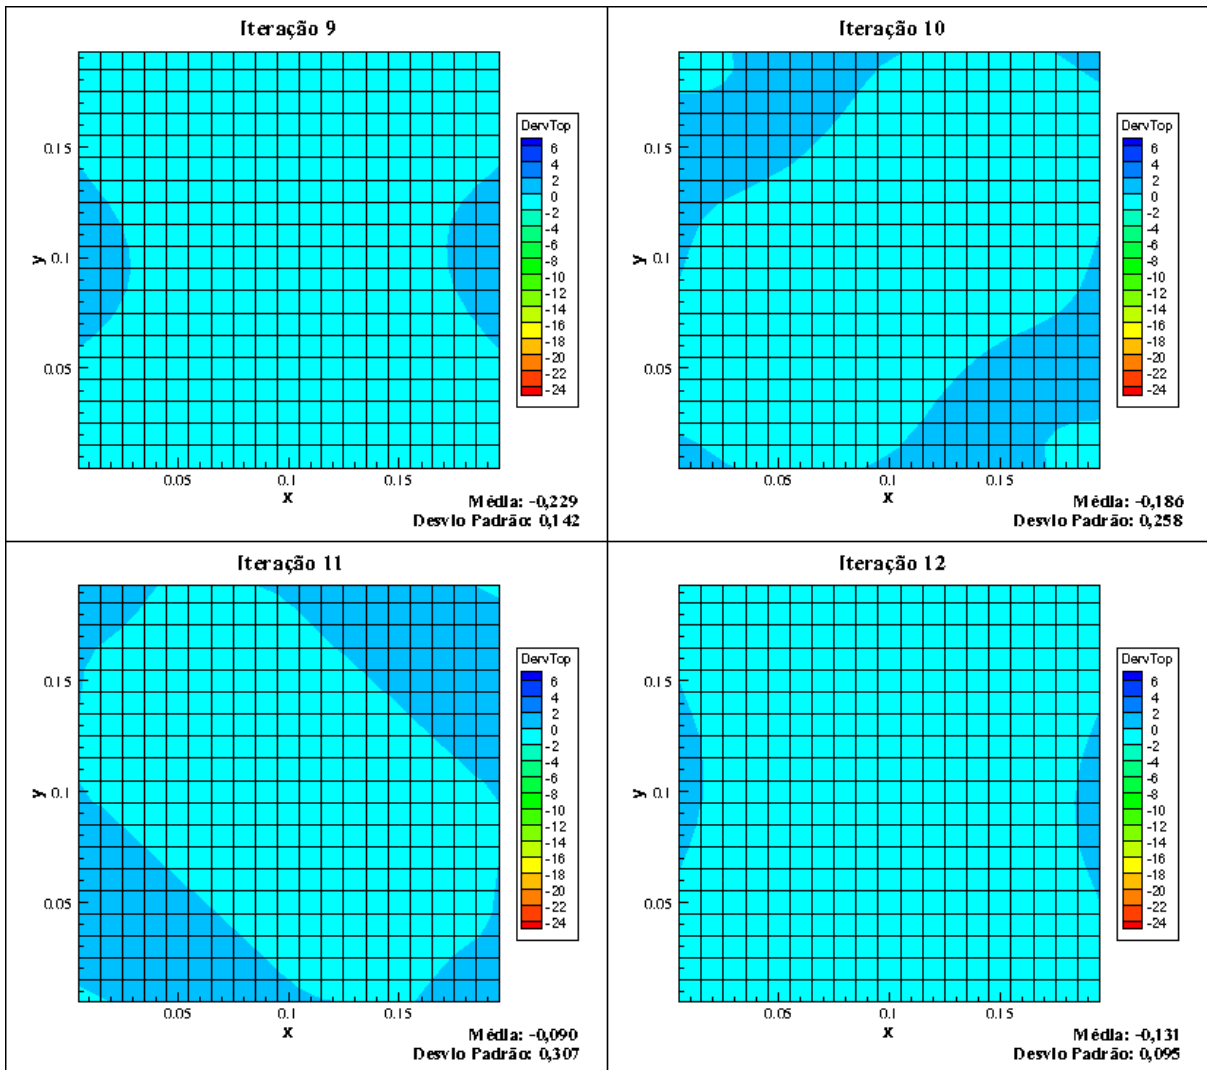 Iteração 9
DervTop
6
4
2
0
-2
-4
-6
-8
-10
-12
-14
-16
-18
-20
-22
-24
0.15
0.1
0.05
y
0.05 0.1 0.15
x
Média: -0,229
Desvio Padrão: 0,142
Iteração 10
DervTop
6
4
2
0
-2
-4
-6
-8
-10
-12
-14
-16
-18
-20
-22
-24
0.15
0.1
0.05
y
0.05 0.1 0.15
x
Média: -0,186
Desvio Padrão: 0,258
Iteração 11
DervTop
6
4
2
0
-2
-4
-6
-8
-10
-12
-14
-16
-18
-20
-22
-24
0.15
0.1
0.05
y
0.05 0.1 0.15
x
Média: -0,090
Desvio Padrão: 0,307
Iteração 12
DervTop
6
4
2
0
-2
-4
-6
-8
-10
-12
-14
-16
-18
-20
-22
-24
0.15
0.1
0.05
y
0.05 0.1 0.15
x
Média: -0,131
Desvio Padrão: 0,095